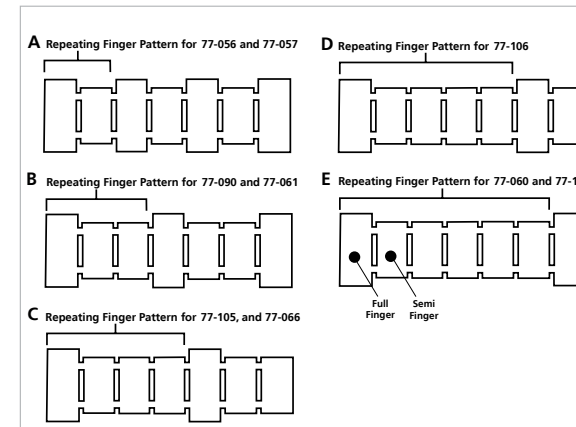 A Repeating Finger Pattern for 77-056 and 77-057
B Repeating Finger Pattern for 77-090 and 77-061
C Repeating Finger Pattern for 77-105, and 77-066
D Repeating Finger Pattern for 77-106
E Repeating Finger Pattern for 77-060 and 77-1
Full Finger
Semi Finger